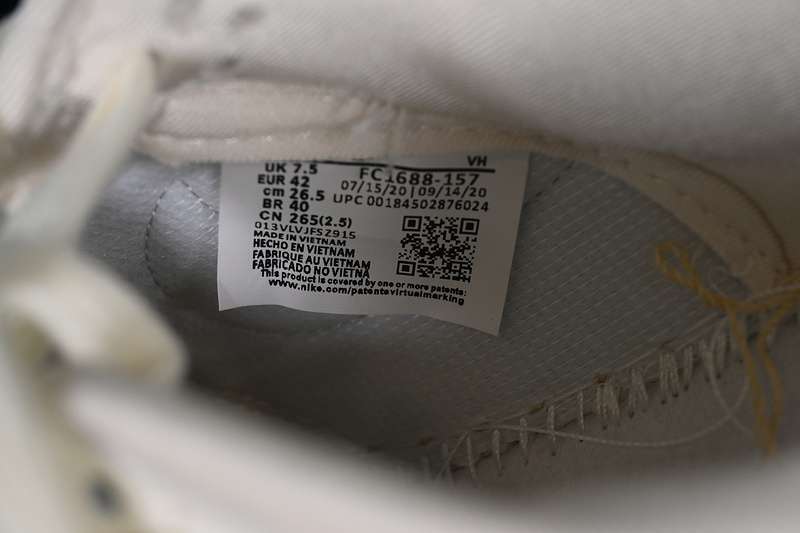 VH
UK 7.5
EUR 42
cm 26.5
BR 40
CN 265(2.5)
FC1688-157
07/15/20 | 09/14/20
UPC 00184502876024
013VLVJFSZ915
MADE IN VIETNAM
HECHO EN VIETNAM
FABRIQUE AU VIETNAM
FABRICADO NO VIETNA
This product is covered by one or more patents:
www.nike.com/patentsvirtualmarking